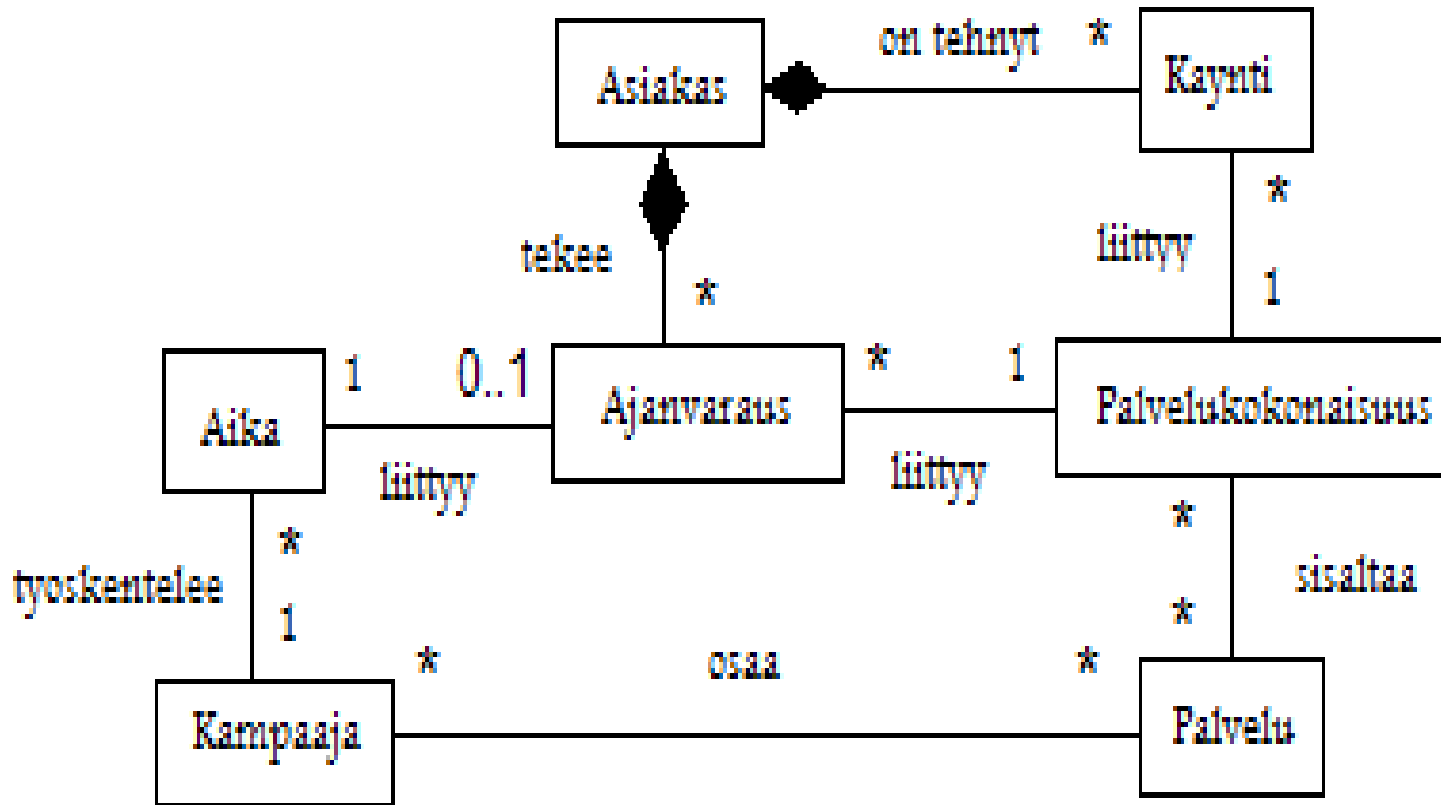 on tehnyt *
Asiakas
Kaynti
*
tekee
liittyy
*
1
1 0..1
* 1
Aika
Ajanvaraus
Palvelukokonaisuus
liittyy
liittyy
*
*
tyoskentelee
sisaltaa
1
*
* osaa *
Kampaaja
Palvelu